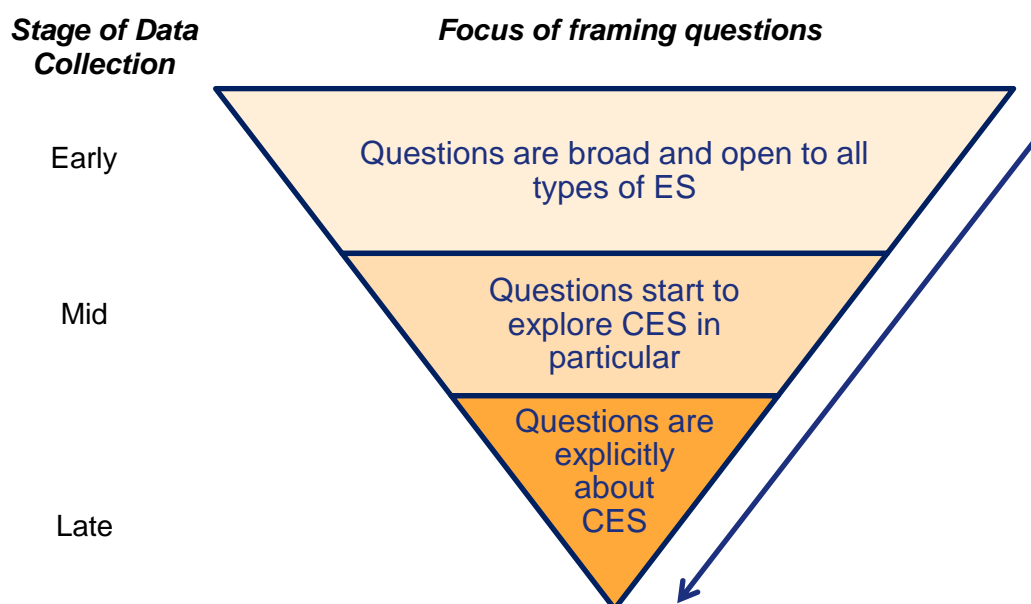 Stage of Data
Collection
Focus of framing questions
Early
Questions are broad and open to all
types of ES
Mid
Questions start to
explore CES in
particular
Late
Questions are
explicitly
about
CES